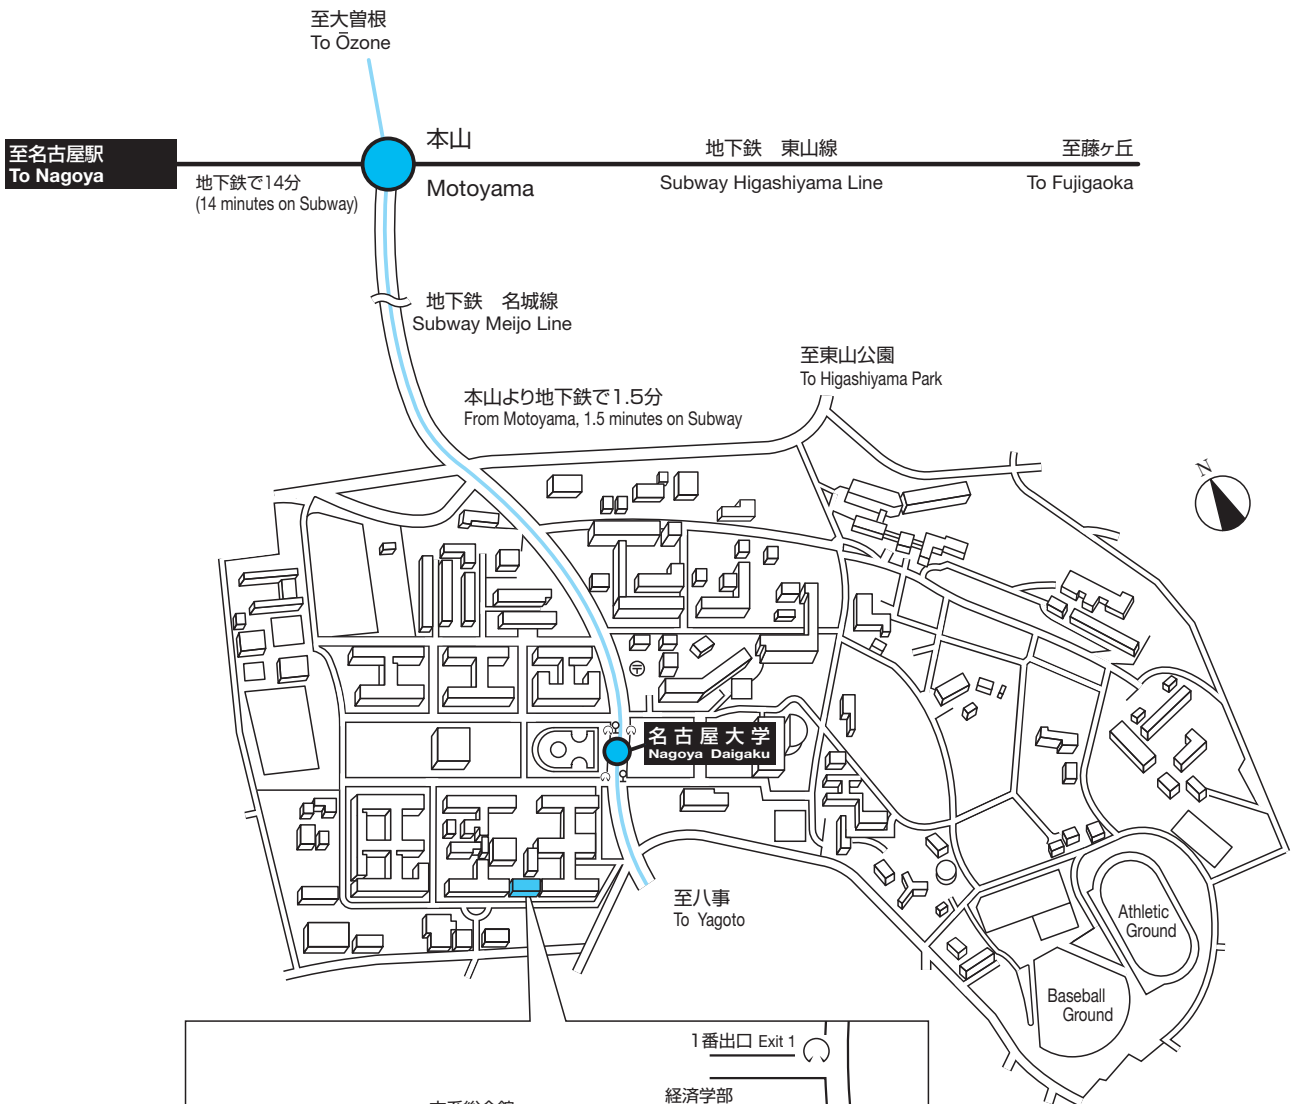 至大曽根
To Ōzone
至名古屋駅
To Nagoya
本山
Motoyama
地下鉄　東山線
Subway Higashiyama Line
至藤ヶ丘
To Fujigaoka
地下鉄で14分
(14 minutes on Subway)
地下鉄　名城線
Subway Meijo Line
至東山公園
To Higashiyama Park
本山より地下鉄で1.5分
From Motoyama, 1.5 minutes on Subway
N
〒
名古屋大学
Nagoya Daigaku
至八事
To Yagoto
Athletic
Ground
Baseball
Ground
1番出口 Exit 1
経済学部